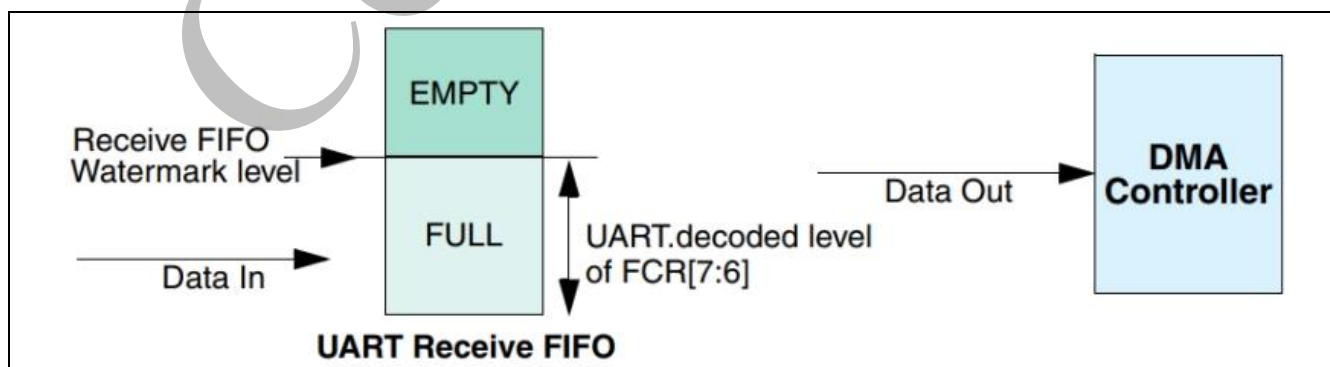 EMPTY
Receive FIFO
Watermark level
FULL
Data In
UART.decoded level
of FCR[7:6]
UART Receive FIFO
Data Out
DMA
Controller